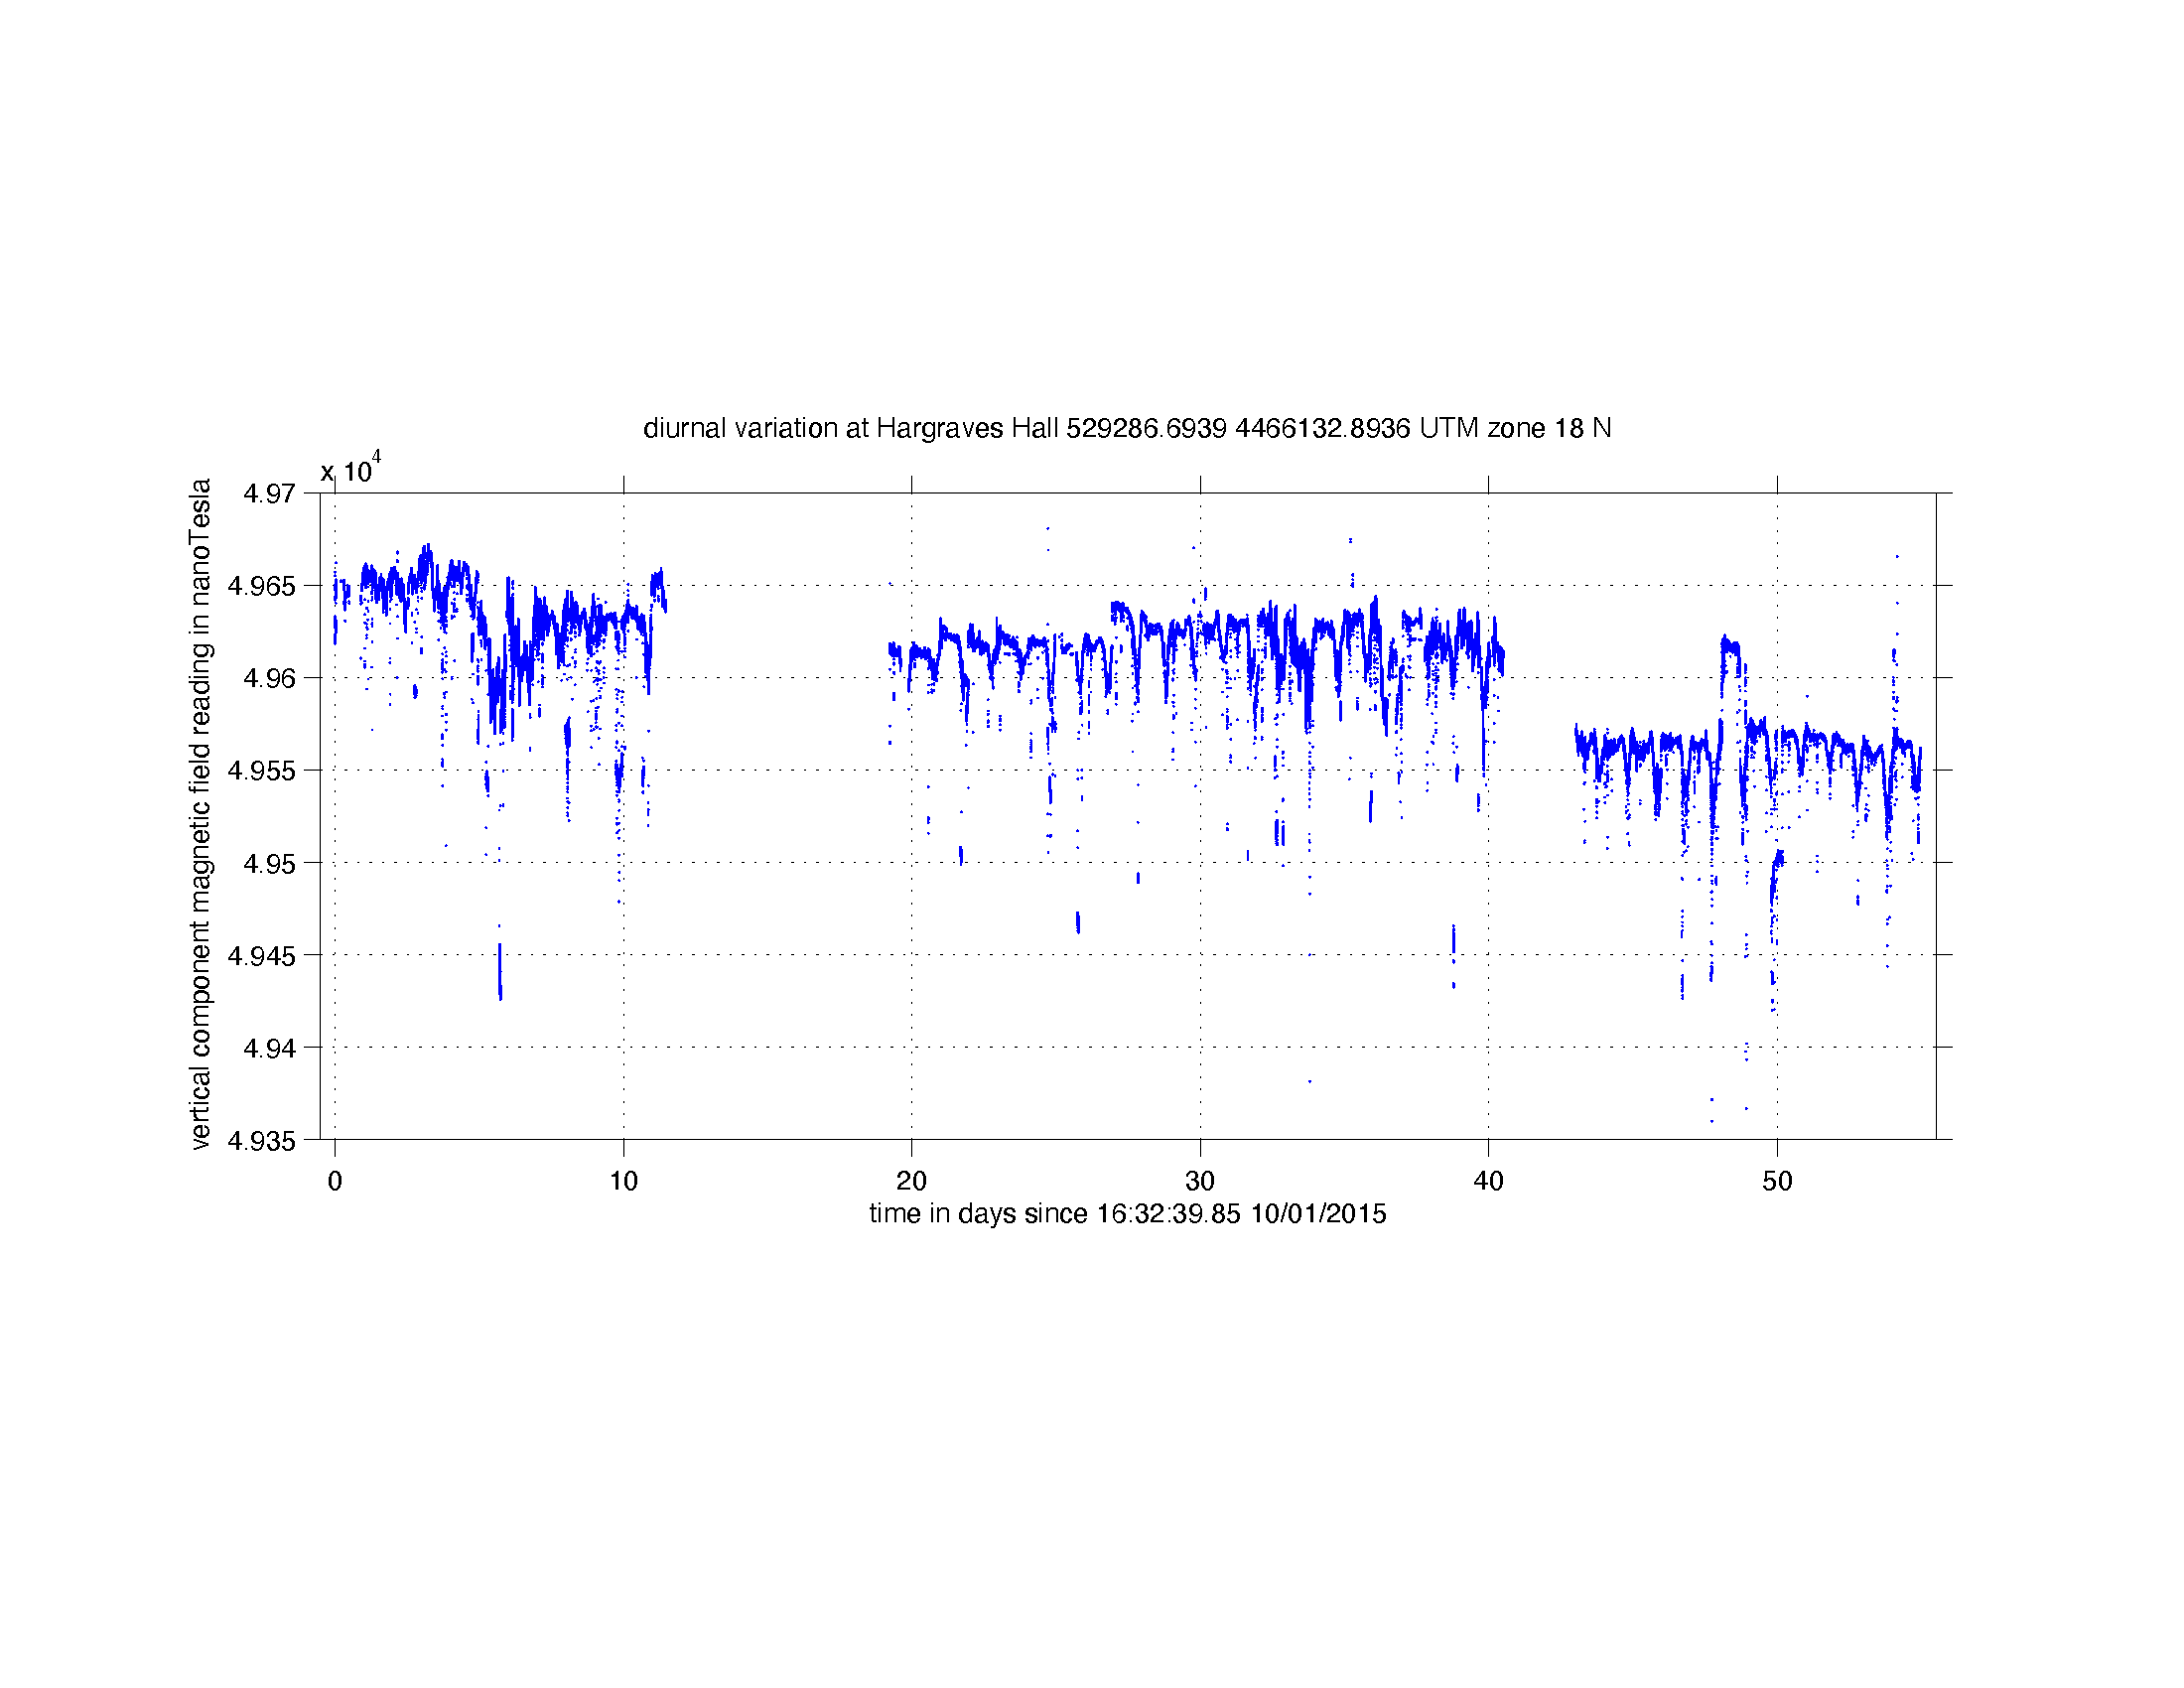 diurnal variation at Hargraves Hall 529286.6939 4466132.8936 UTM zone 18 N
x 10^4
vertical component magnetic field reading in nanoTesla
4.97
4.965
4.96
4.955
4.95
4.945
4.94
4.935
0 10 20 30 40 50
time in days since 16:32:39.85 10/01/2015